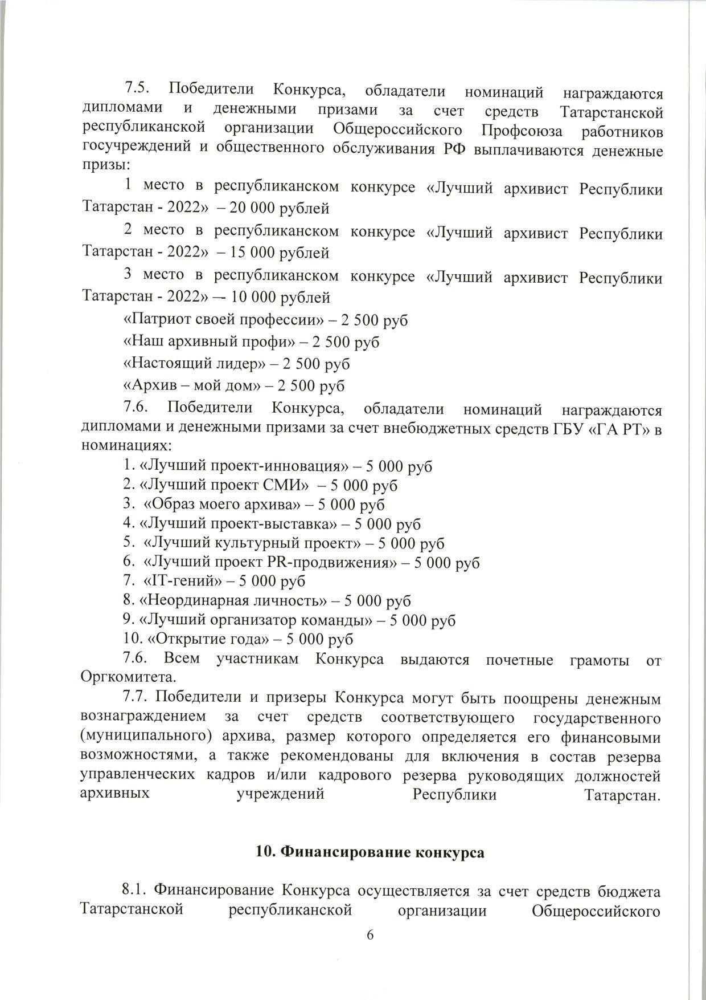 7.5. Победители Конкурса, обладатели номинаций награждаются
дипломами и денежными призами за счет средств Татарстанской
республиканской организации Общероссийского Профсоюза работников
госучреждений и общественного обслуживания РФ выплачиваются денежные
призы:
1 место в республиканском конкурсе «Лучший архивист Республики
Татарстан - 2022» – 20 000 рублей
2 место в республиканском конкурсе «Лучший архивист Республики
Татарстан - 2022» – 15 000 рублей
3 место в республиканском конкурсе «Лучший архивист Республики
Татарстан - 2022» — 10 000 рублей
«Патриот своей профессии» – 2 500 руб
«Наш архивный профи» – 2 500 руб
«Настоящий лидер» – 2 500 руб
«Архив – мой дом» – 2 500 руб
7.6. Победители Конкурса, обладатели номинаций награждаются
дипломами и денежными призами за счет внебюджетных средств ГБУ «ГА РТ» в
номинациях:
1. «Лучший проект-инновация» – 5 000 руб
2. «Лучший проект СМИ» – 5 000 руб
3. «Образ моего архива» – 5 000 руб
4. «Лучший проект-выставка» – 5 000 руб
5. «Лучший культурный проект» – 5 000 руб
6. «Лучший проект PR-продвижения» – 5 000 руб
7. «IT-гений» – 5 000 руб
8. «Неординарная личность» – 5 000 руб
9. «Лучший организатор команды» – 5 000 руб
10. «Открытие года» – 5 000 руб
7.6. Всем участникам Конкурса выдаются почетные грамоты от
Оргкомитета.
7.7. Победители и призеры Конкурса могут быть поощрены денежным
вознаграждением за счет средств соответствующего государственного
(муниципального) архива, размер которого определяется его финансовыми
возможностями, а также рекомендованы для включения в состав резерва
управленческих кадров и/или кадрового резерва руководящих должностей
архивных учреждений Республики Татарстан.
10. Финансирование конкурса
8.1. Финансирование Конкурса осуществляется за счет средств бюджета
Татарстанской республиканской организации Общероссийского
6